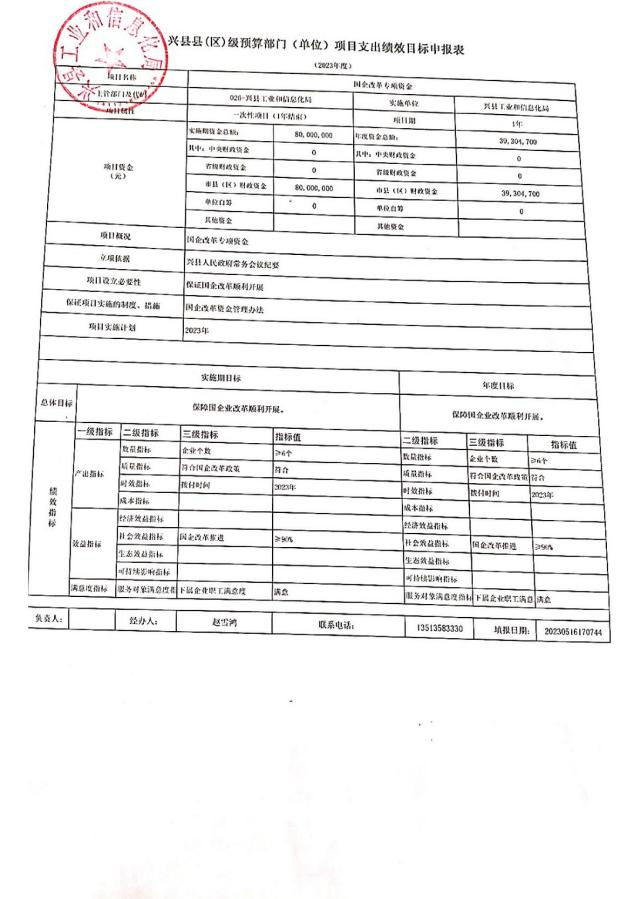 兴县县(区)级预算部门（单位）项目支出绩效目标申报表
（2023年度）
兴县工业和信息化局
项目名称 国企改革专项资金
主管部门及代码 026-兴县工业和信息化局 实施单位 兴县工业和信息化局
项目属性 一次性项目（1年结束） 项目期 1年
项目资金（元） 实施期资金总额： 80,000,000 年度资金总额： 39,304,700
其中：中央财政资金 0 其中：中央财政资金 0
省级财政资金 0 省级财政资金 0
市县（区）财政资金 80,000,000 市县（区）财政资金 39,304,700
单位自筹 0 单位自筹 0
其他资金 其他资金
项目概况 国企改革专项资金
立项依据 兴县人民政府常务会议纪要
项目设立必要性 保证国企改革顺利开展
保证项目实施的制度、措施 国企改革资金管理办法
项目实施计划 2023年
实施期目标 年度目标
总体目标 保障国企业改革顺利开展。 保障国企业改革顺利开展。
绩效指标 一级指标 二级指标 三级指标 指标值 二级指标 三级指标 指标值
产出指标 数量指标 企业个数 ≥6个 数量指标 企业个数 ≥6个
质量指标 符合国企改革政策 符合 质量指标 符合国企改革政策 符合
时效指标 拨付时间 2023年 时效指标 拨付时间 2023年
成本指标 成本指标
效益指标 经济效益指标 经济效益指标
社会效益指标 国企改革推进 ≥90% 社会效益指标 国企改革推进 ≥90%
生态效益指标 生态效益指标
可持续影响指标 可持续影响指标
满意度指标 服务对象满意度指标 下属企业职工满意度 满意 服务对象满意度指标 下属企业职工满意 满意
负责人： 经办人： 赵雪鸿 联系电话： 13513583330 填报日期： 20230516170744